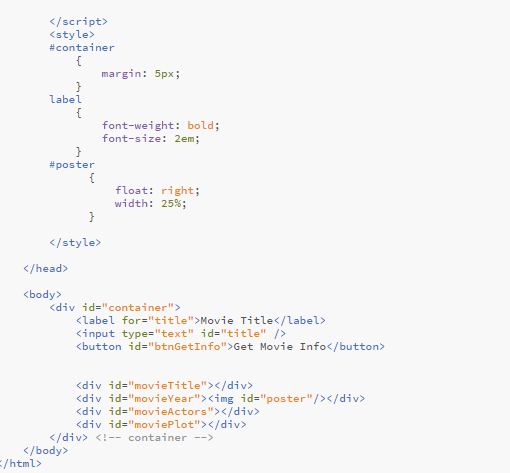 </script>
<style>
#container
{
margin: 5px;
}
label
{
font-weight: bold;
font-size: 2em;
}
#poster
{
float: right;
width: 25%;
}
</style>
</head>
<body>
<div id="container">
<label for="title">Movie Title</label>
<input type="text" id="title" />
<button id="btnGetInfo">Get Movie Info</button>
<div id="movieTitle"></div>
<div id="movieYear"><img id="poster"/></div>
<div id="movieActors"></div>
<div id="moviePlot"></div>
</div> <!-- container -->
</body>
</html>